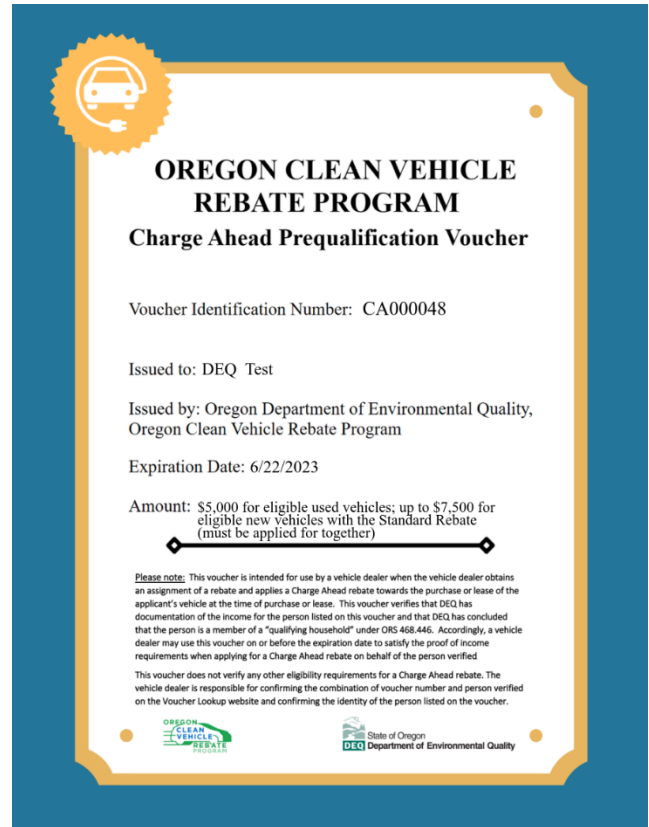 OREGON CLEAN VEHICLE
REBATE PROGRAM
Charge Ahead Prequalification Voucher
Voucher Identification Number: CA000048
Issued to: DEQ Test
Issued by: Oregon Department of Environmental Quality,
Oregon Clean Vehicle Rebate Program
Expiration Date: 6/22/2023
Amount: $5,000 for eligible used vehicles; up to $7,500 for
eligible new vehicles with the Standard Rebate
(must be applied for together)
Please note: This voucher is intended for use by a vehicle dealer when the vehicle dealer obtains
an assignment of a rebate and applies a Charge Ahead rebate towards the purchase or lease of the
applicant's vehicle at the time of purchase or lease. This voucher verifies that DEQ has
documentation of the income for the person listed on this voucher and that DEQ has concluded
that the person is a member of a "qualifying household" under ORS 468.446. Accordingly, a vehicle
dealer may use this voucher on or before the expiration date to satisfy the proof of income
requirements when applying for a Charge Ahead rebate on behalf of the person verified
This voucher does not verify any other eligibility requirements for a Charge Ahead rebate. The
vehicle dealer is responsible for confirming the combination of voucher number and person verified
on the Voucher Lookup website and confirming the identity of the person listed on the voucher.
OREGON
CLEAN
VEHICLE
REBATE
PROGRAM
State of Oregon
DEQ Department of Environmental Quality